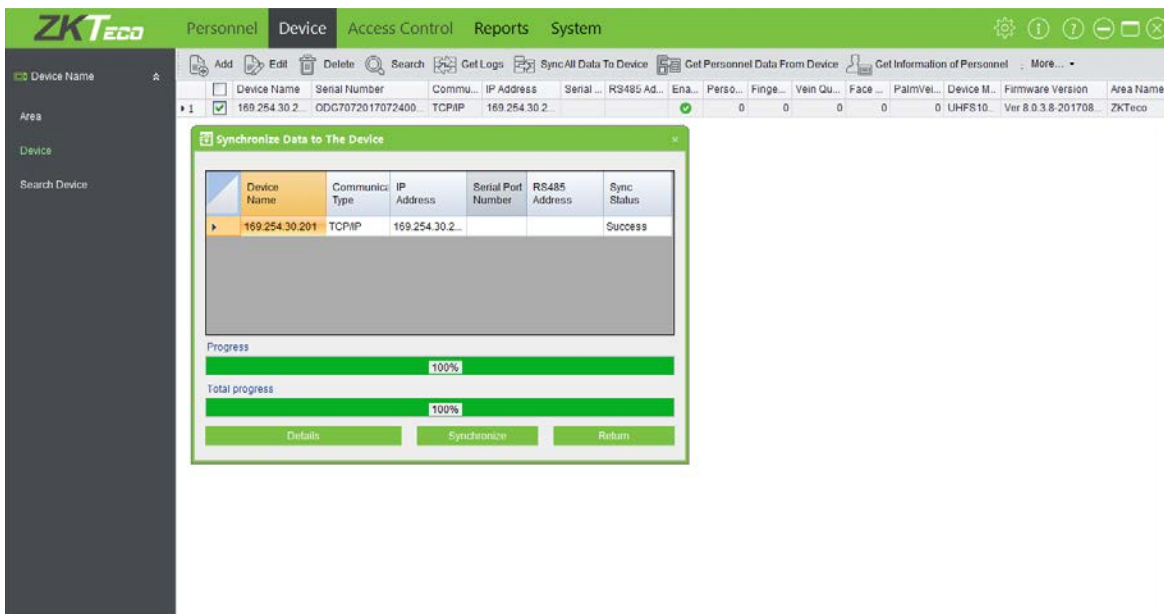 ZKTeco Personnel Device Access Control Reports System
Device Name
Area
Device
Search Device
Add Edit Delete Search Get Logs Sync All Data To Device Get Personnel Data From Device Get Information of Personnel More...
Device Name Serial Number Commu... IP Address Serial ... RS485 Ad... Ena... Perso... Finge... Vein Qu... Face ... PalmVei... Device M... Firmware Version Area Name
1 169.254.30.2... ODG7072017072400... TCP/IP 169.254.30.2... 0 0 0 0 0 UHFS10... Ver 8.0.3.8-201708... ZKTeco
Synchronize Data to The Device
Device Name Communica Type IP Address Serial Port Number RS485 Address Sync Status
169.254.30.201 TCP/IP 169.254.30.2... Success
Progress
100%
Total progress
100%
Details Synchronize Return